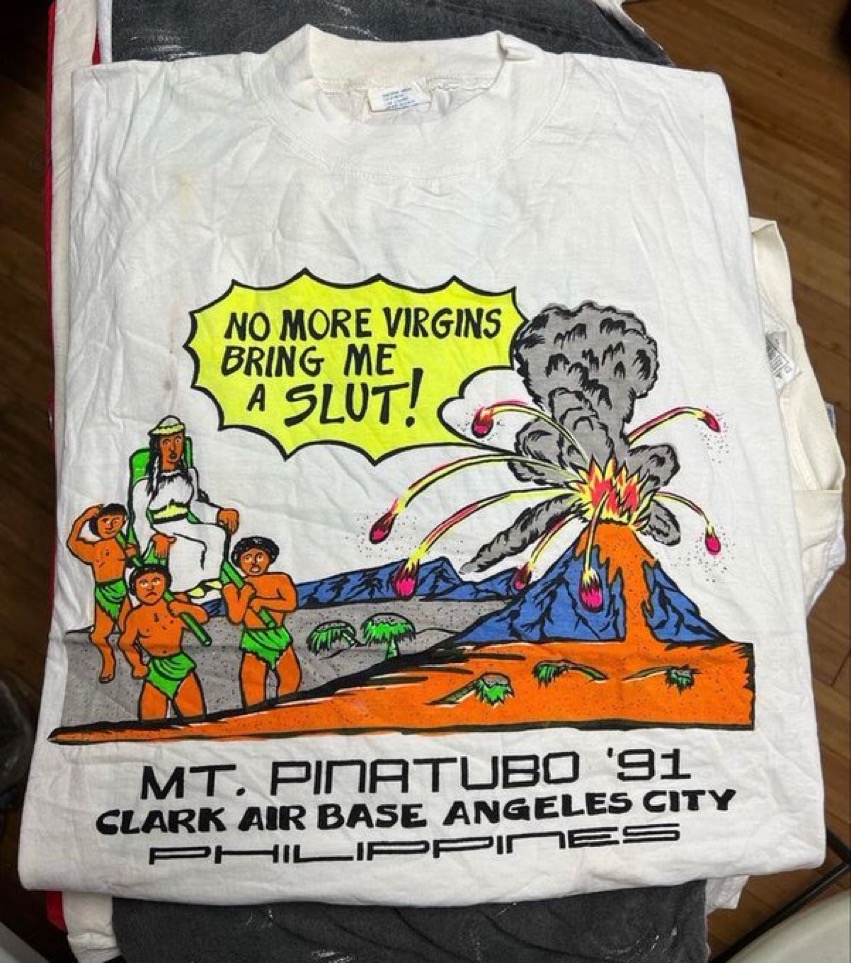 NO MORE VIRGINS
BRING ME
A SLUT!
MT. PINATUBO '91
CLARK AIR BASE ANGELES CITY
PHILIPPINES